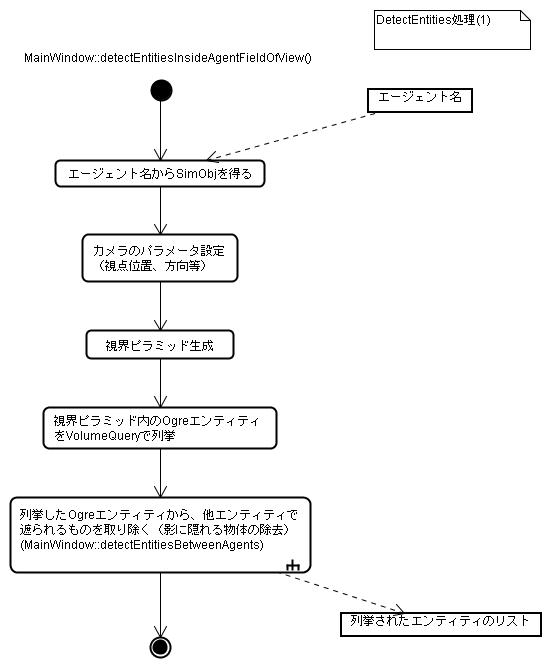 DetectEntities処理(1)
MainWindow::detectEntitiesInsideAgentFieldOfView()
エージェント名
エージェント名からSimObjを得る
カメラのパラメータ設定
（視点位置、方向等）
視界ピラミッド生成
視界ピラミッド内のOgreエンティティ
をVolumeQueryで列挙
列挙したOgreエンティティから、他エンティティで
遮られるものを取り除く（影に隠れる物体の除去）
(MainWindow::detectEntitiesBetweenAgents)
列挙されたエンティティのリスト